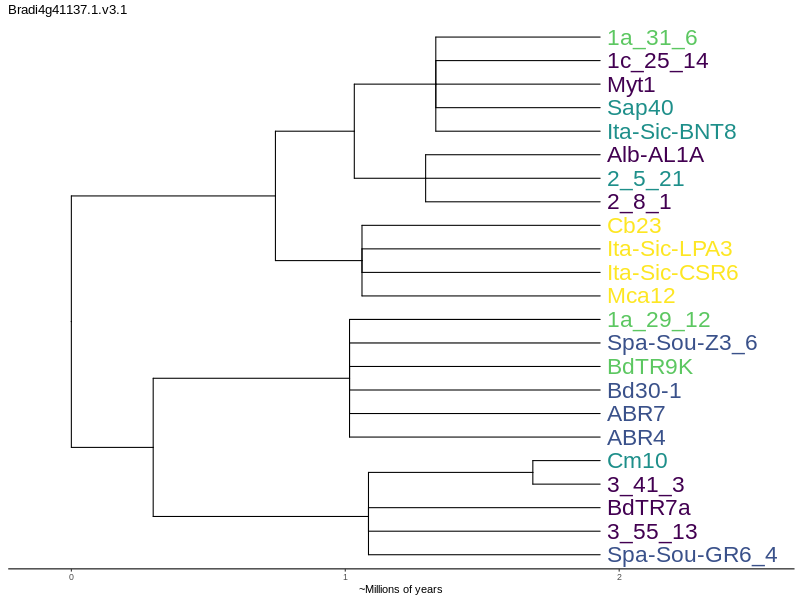 Bradi4g41137.1.v3.1
1a_31_6
1c_25_14
Myt1
Sap40
Ita-Sic-BNT8
Alb-AL1A
2_5_21
2_8_1
Cb23
Ita-Sic-LPA3
Ita-Sic-CSR6
Mca12
1a_29_12
Spa-Sou-Z3_6
BdTR9K
Bd30-1
ABR7
ABR4
Cm10
3_41_3
BdTR7a
3_55_13
Spa-Sou-GR6_4
0 1 2
~Millions of years